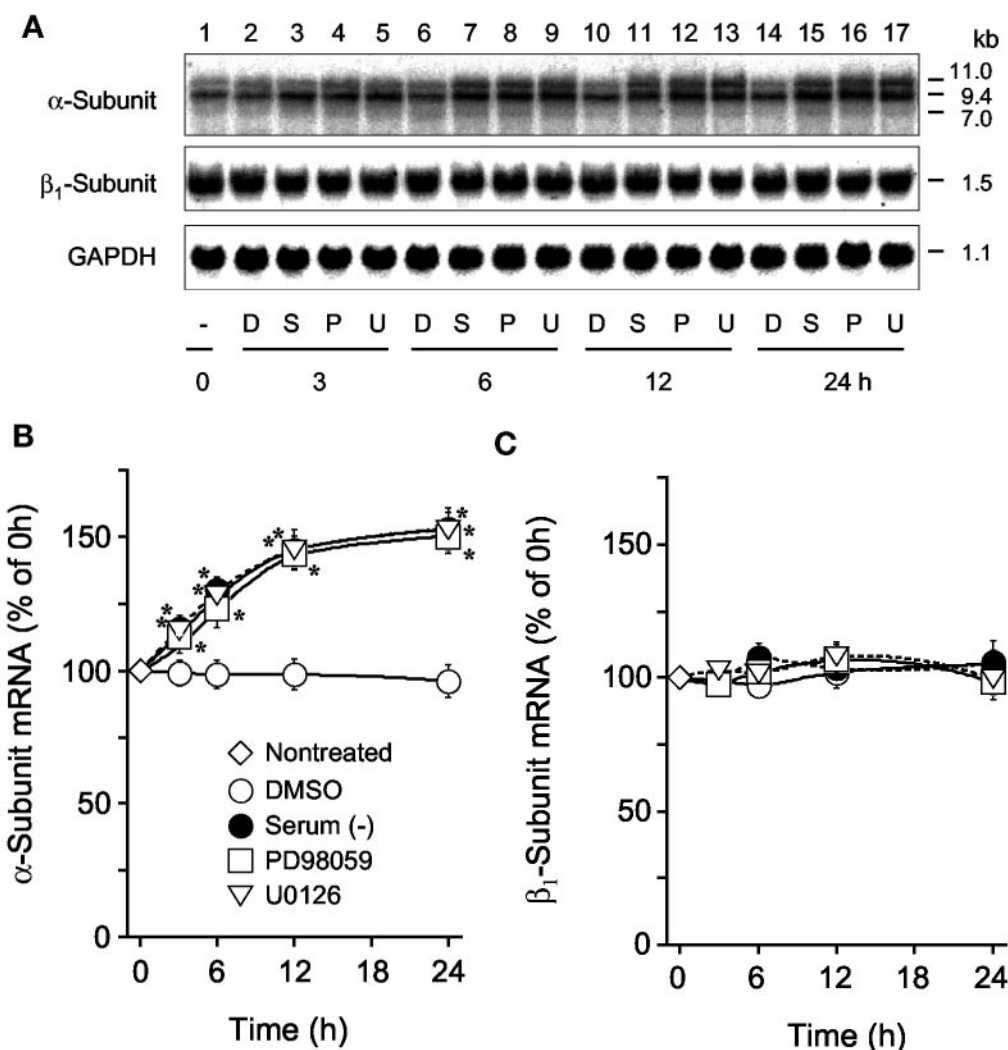 A
1 2 3 4 5 6 7 8 9 10 11 12 13 14 15 16 17 kb
α-Subunit
11.0
9.4
7.0
β1-Subunit
1.5
GAPDH
1.1
- D S P U D S P U D S P U D S P U
0 3 6 12 24 h
B
α-Subunit mRNA (% of 0h)
150
100
50
0
* * * * * * * * * * * *
Nontreated
DMSO
Serum (-)
PD98059
U0126
0 6 12 18 24
Time (h)
C
β1-Subunit mRNA (% of 0h)
150
100
50
0
0 6 12 18 24
Time (h)